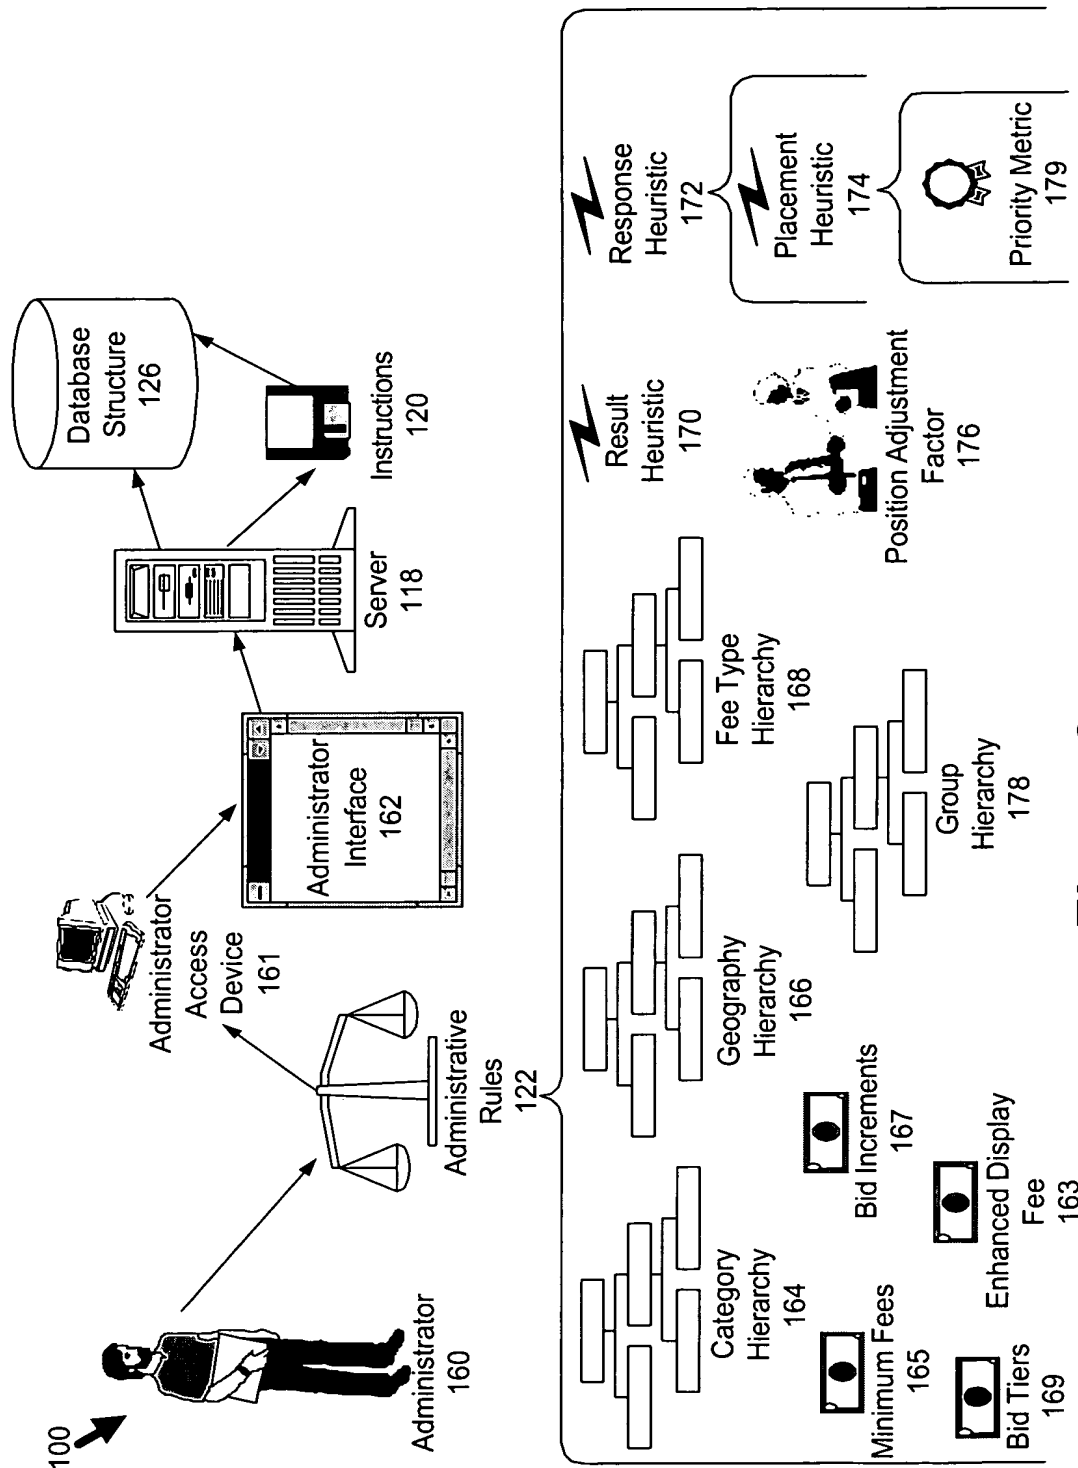 100
Administrator
160
Administrative
Rules
122
Administrator
Access
Device
161
Administrator
Interface
162
Server
118
Instructions
120
Database
Structure
126
Category
Hierarchy
164
Geography
Hierarchy
166
Fee Type
Hierarchy
168
Result
Heuristic
170
Response
Heuristic
172
Minimum Fees
165
Bid Increments
167
Bid Tiers
169
Enhanced Display
Fee
163
Group
Hierarchy
178
Position Adjustment
Factor
176
Placement
Heuristic
174
Priority Metric
179